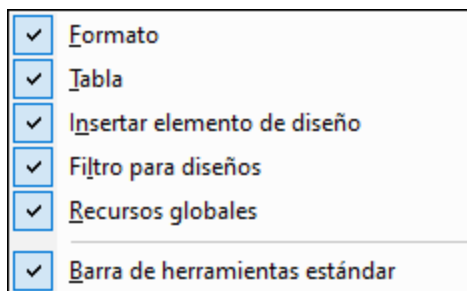 Formato
Tabla
Insertar elemento de diseño
Filtro para diseños
Recursos globales
Barra de herramientas estándar